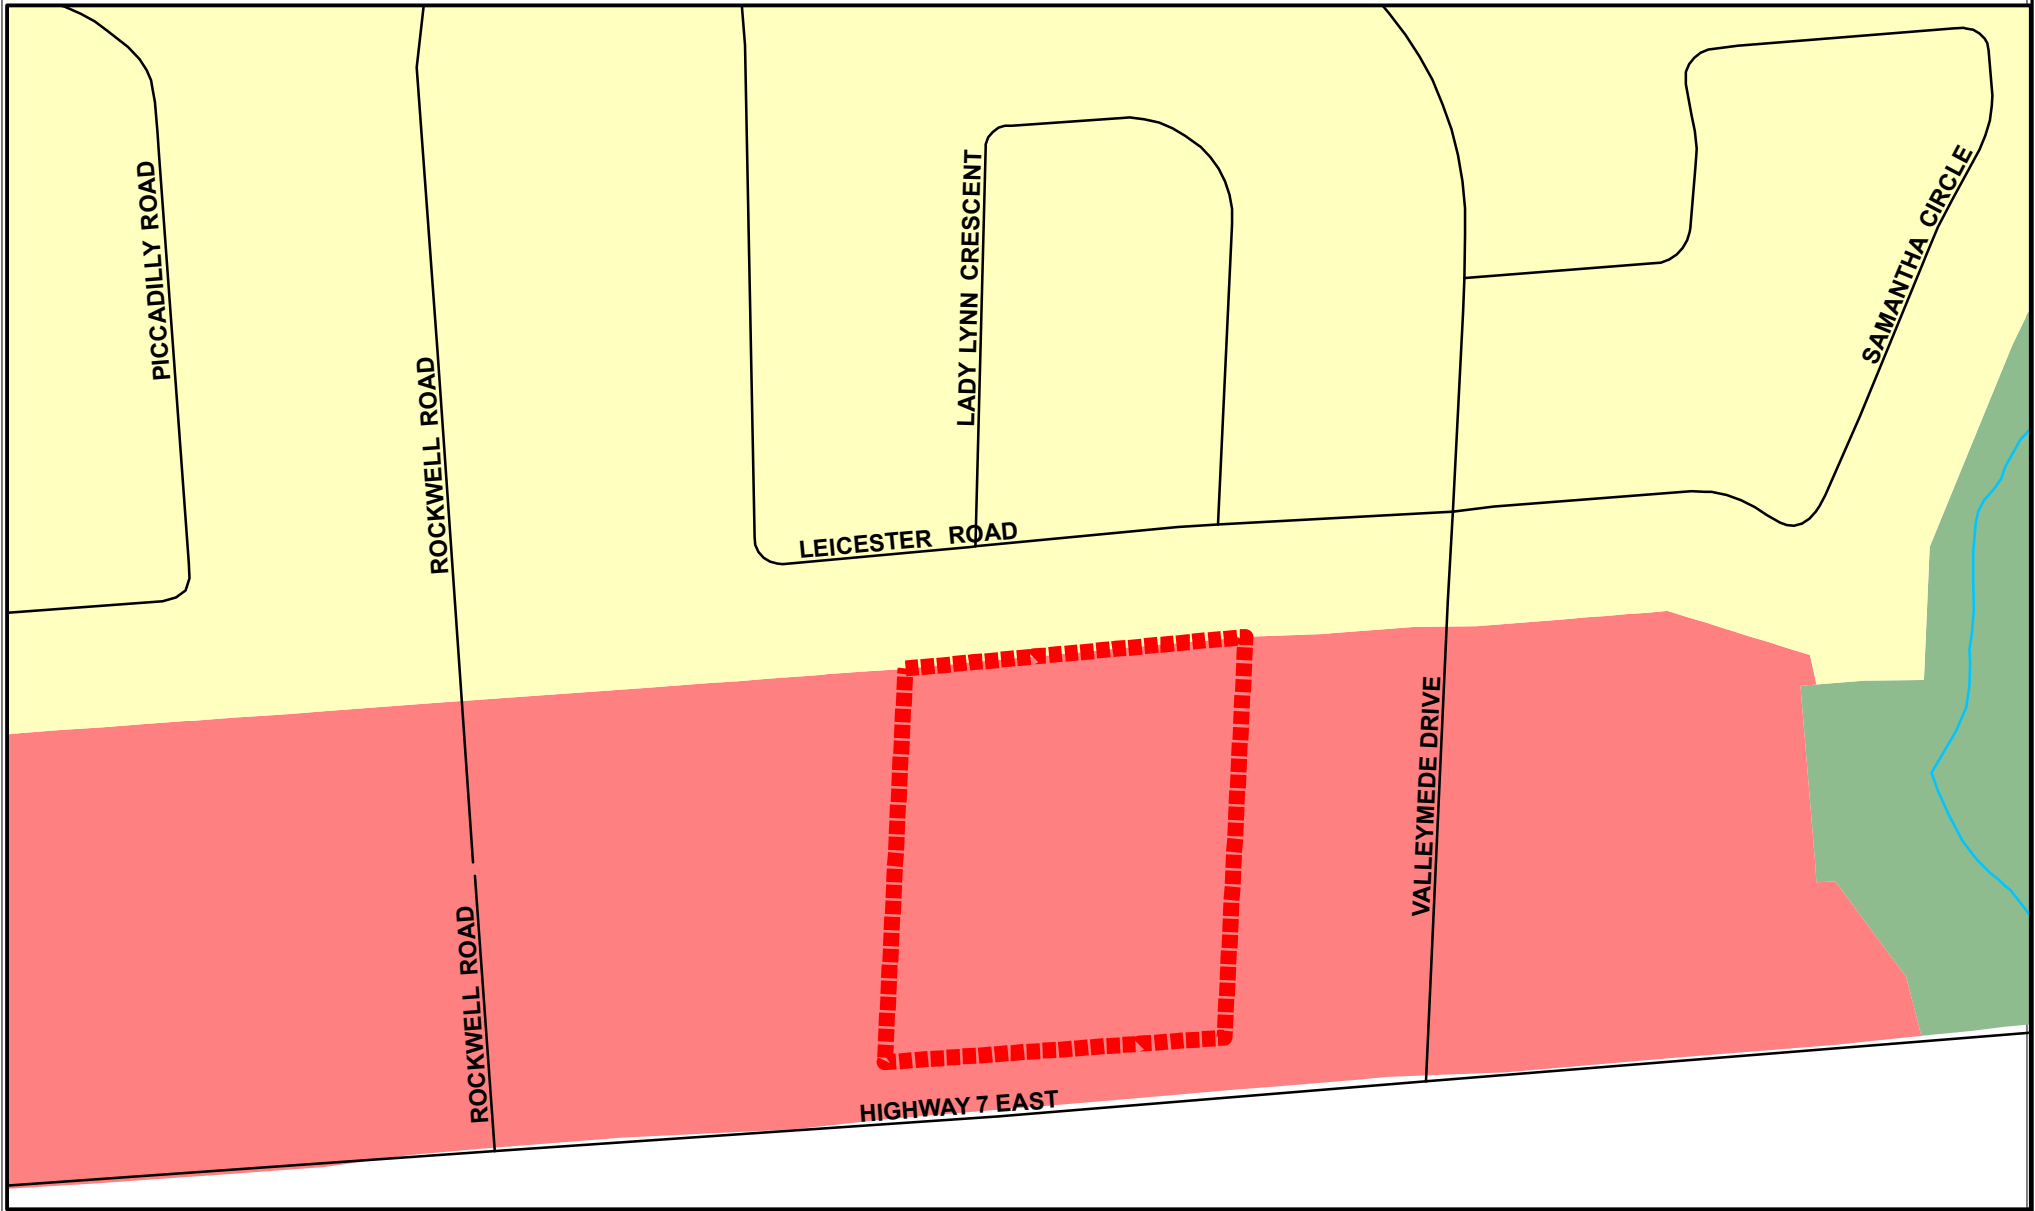 PICCADILLY ROAD
ROCKWELL ROAD
LADY LYNN CRESCENT
SAMANTHA CIRCLE
LEICESTER ROAD
VALLEYMEDE DRIVE
ROCKWELL ROAD
HIGHWAY 7 EAST